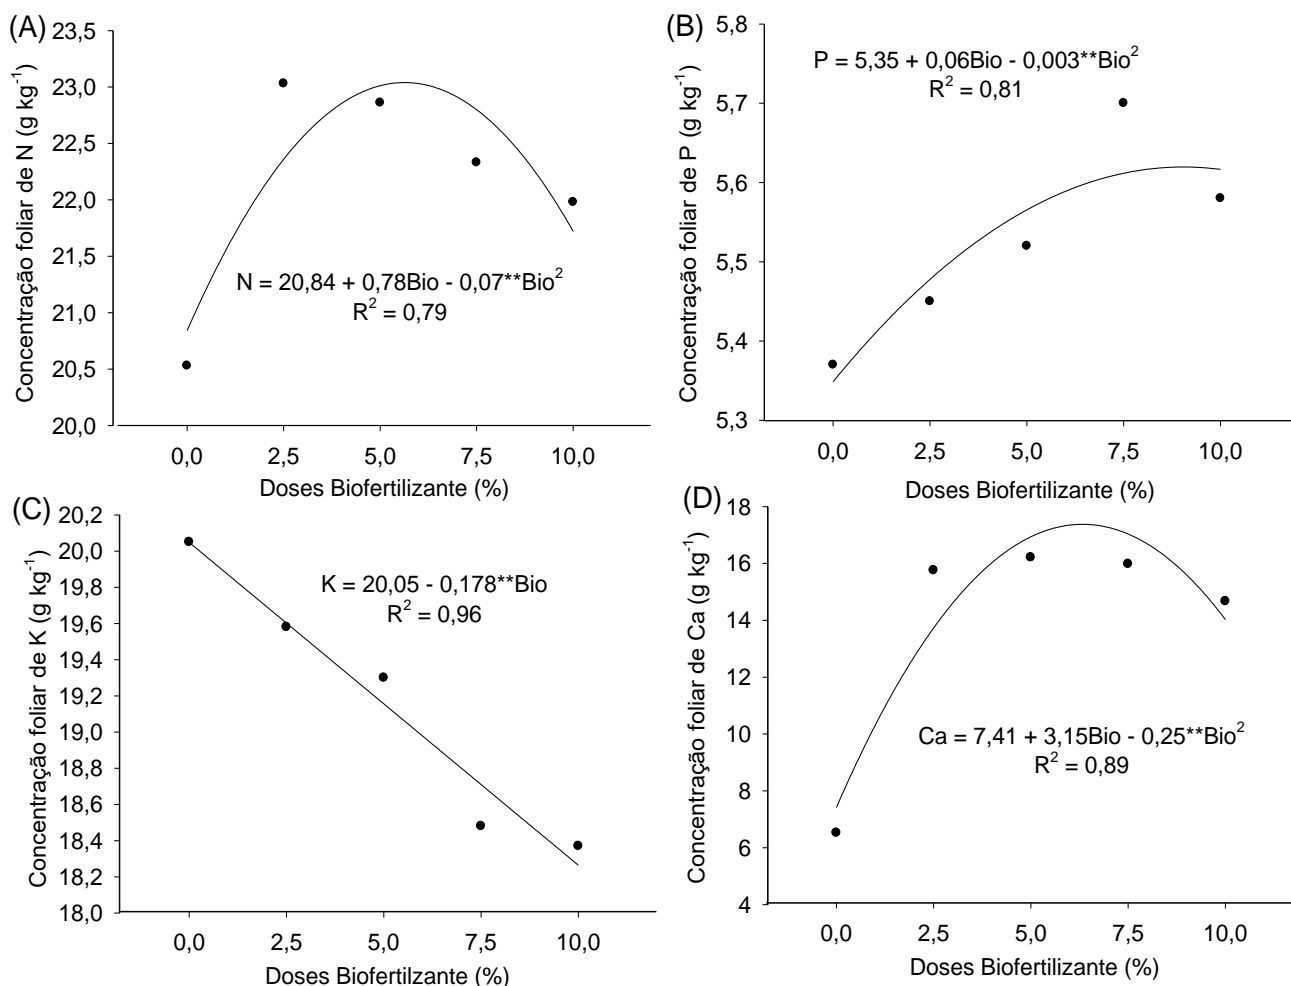 (A)
Concentração foliar de N (g kg⁻¹)
23,5
23,0
22,5
22,0
21,5
21,0
20,5
20,0
N = 20,84 + 0,78Bio - 0,07**Bio²
R² = 0,79
0,0 2,5 5,0 7,5 10,0
Doses Biofertilizante (%)
(B)
Concentração foliar de P (g kg⁻¹)
5,8
5,7
5,6
5,5
5,4
5,3
P = 5,35 + 0,06Bio - 0,003**Bio²
R² = 0,81
0,0 2,5 5,0 7,5 10,0
Doses Biofertilizante (%)
(C)
Concentração foliar de K (g kg⁻¹)
20,2
20,0
19,8
19,6
19,4
19,2
19,0
18,8
18,6
18,4
18,2
18,0
K = 20,05 - 0,178**Bio
R² = 0,96
0,0 2,5 5,0 7,5 10,0
Doses Biofertilzante (%)
(D)
Concentração foliar de Ca (g kg⁻¹)
18
16
14
12
10
8
6
4
Ca = 7,41 + 3,15Bio - 0,25**Bio²
R² = 0,89
0,0 2,5 5,0 7,5 10,0
Doses Biofertilizante (%)